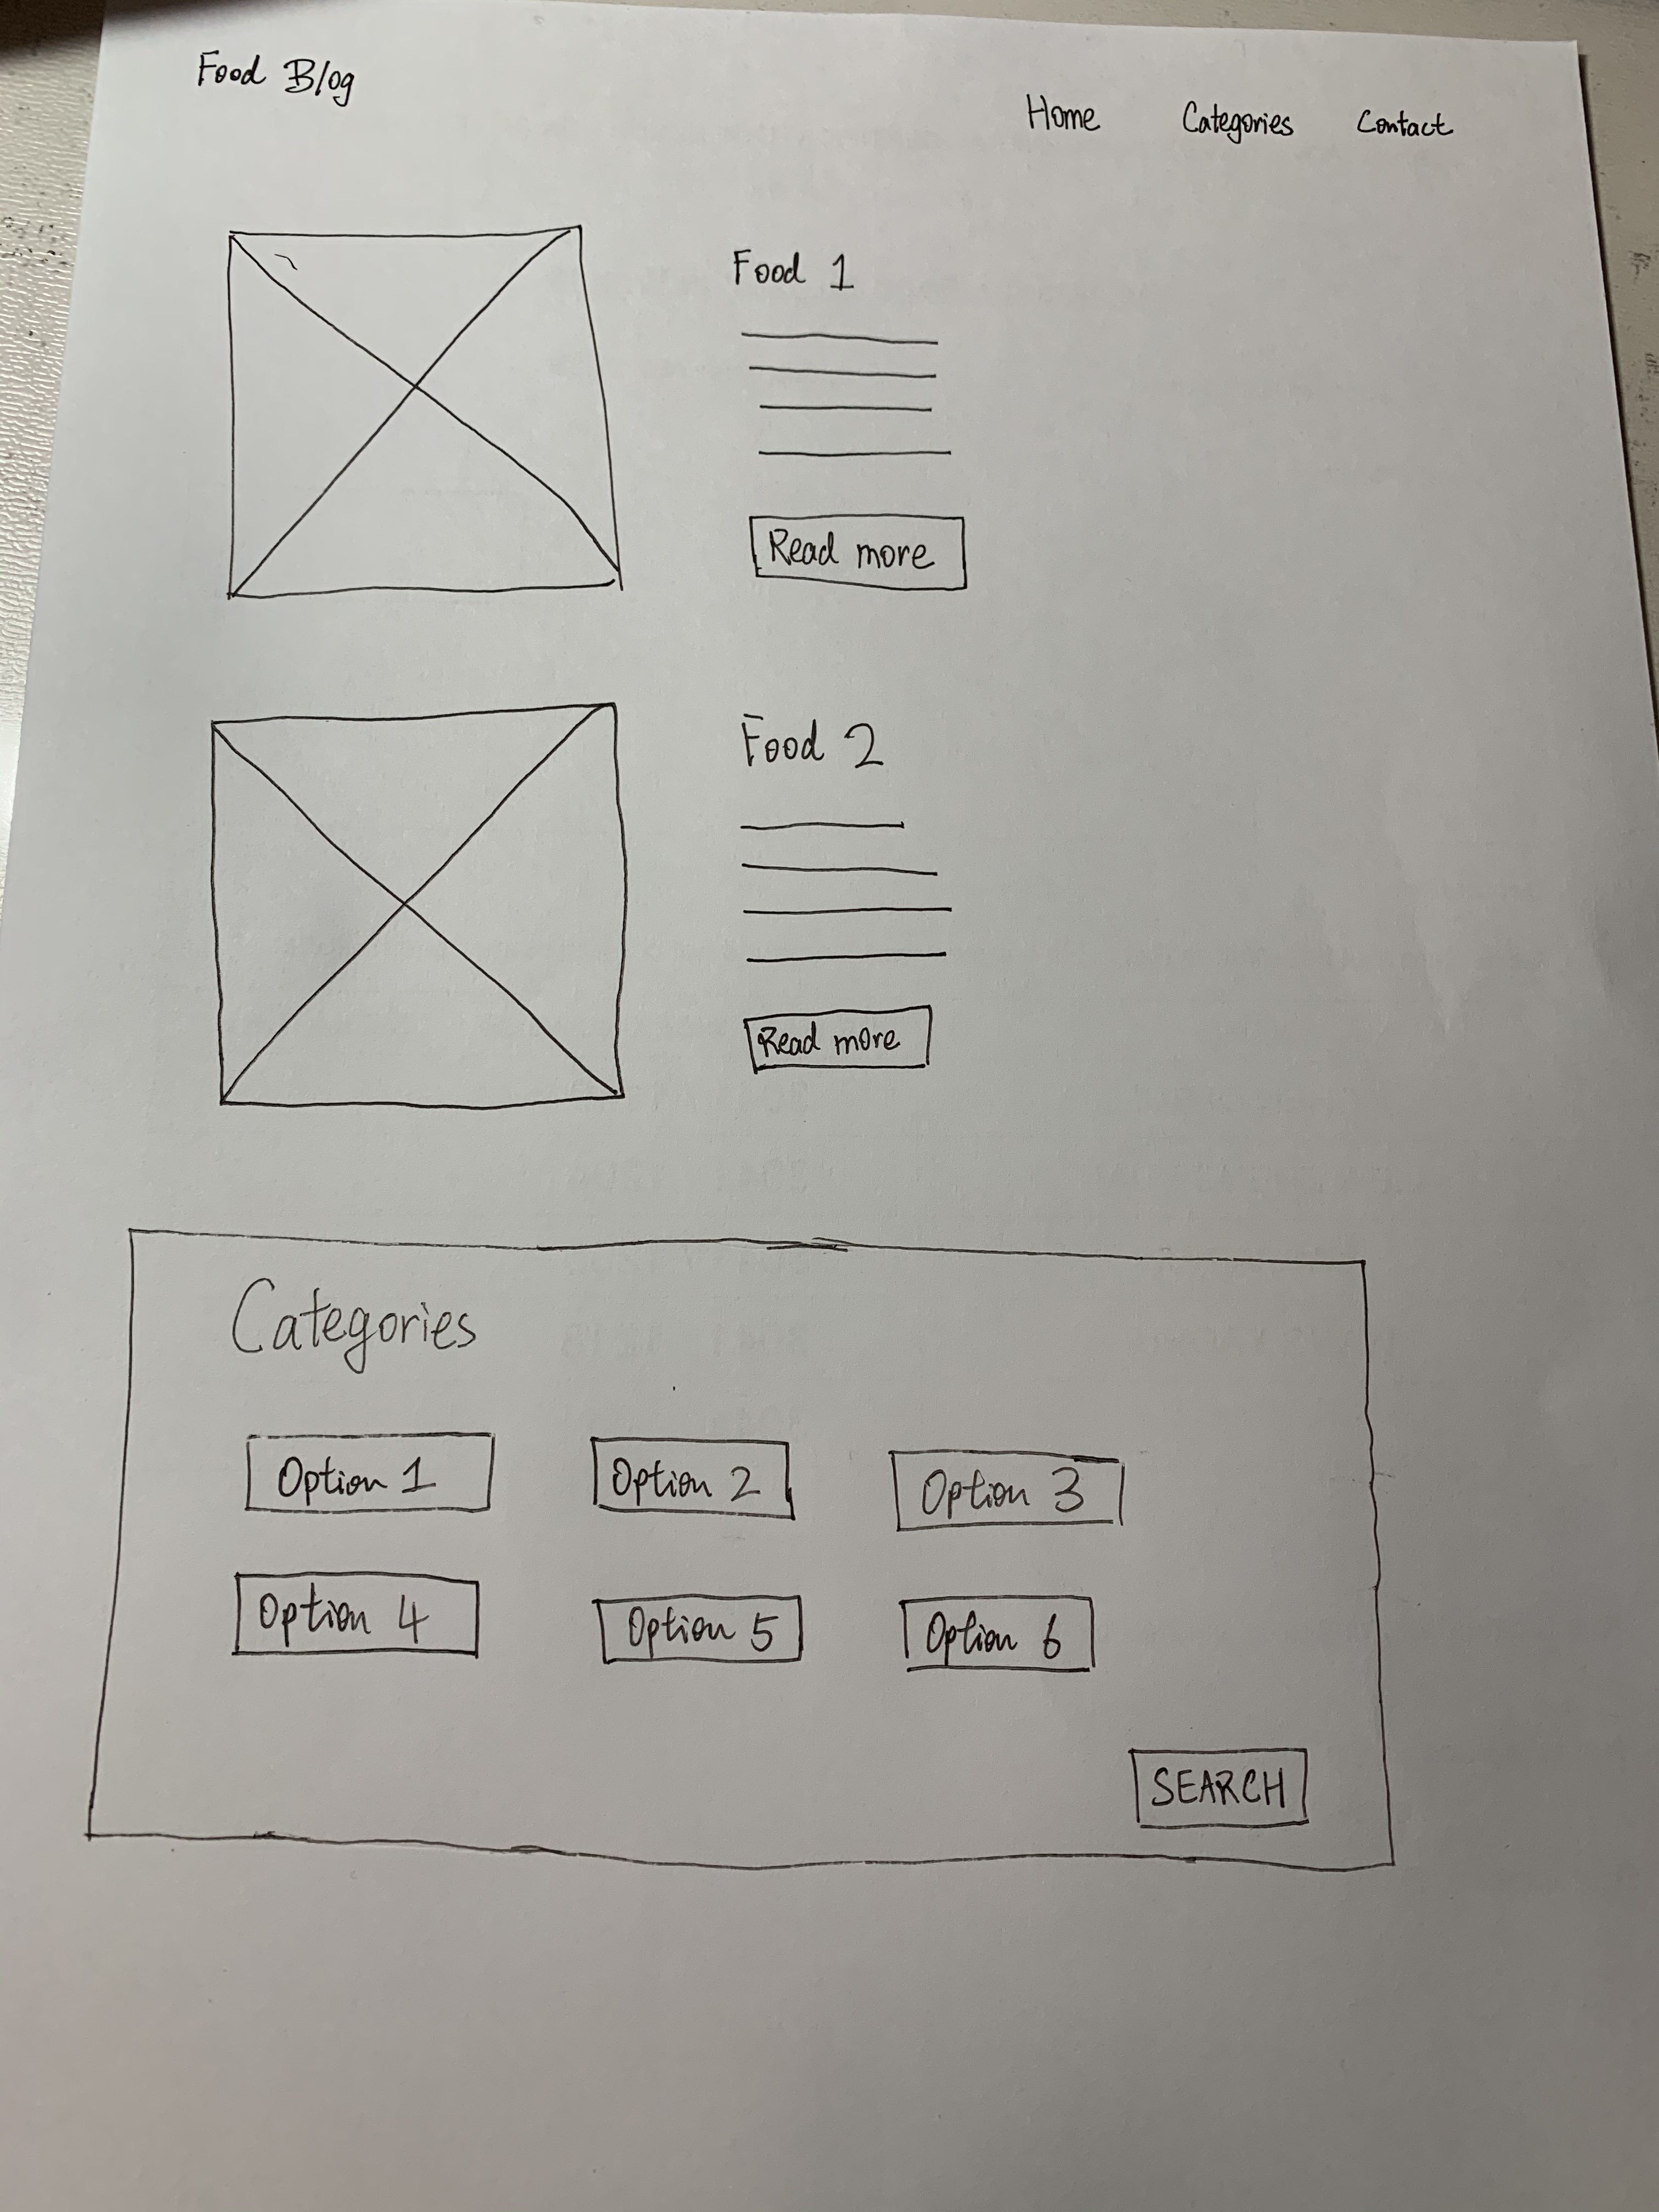 Food Blog
Home Categories Contact
Food 1
Read more
Food 2
Read more
Categories
Option 1 Option 2 Option 3
Option 4 Option 5 Option 6
SEARCH